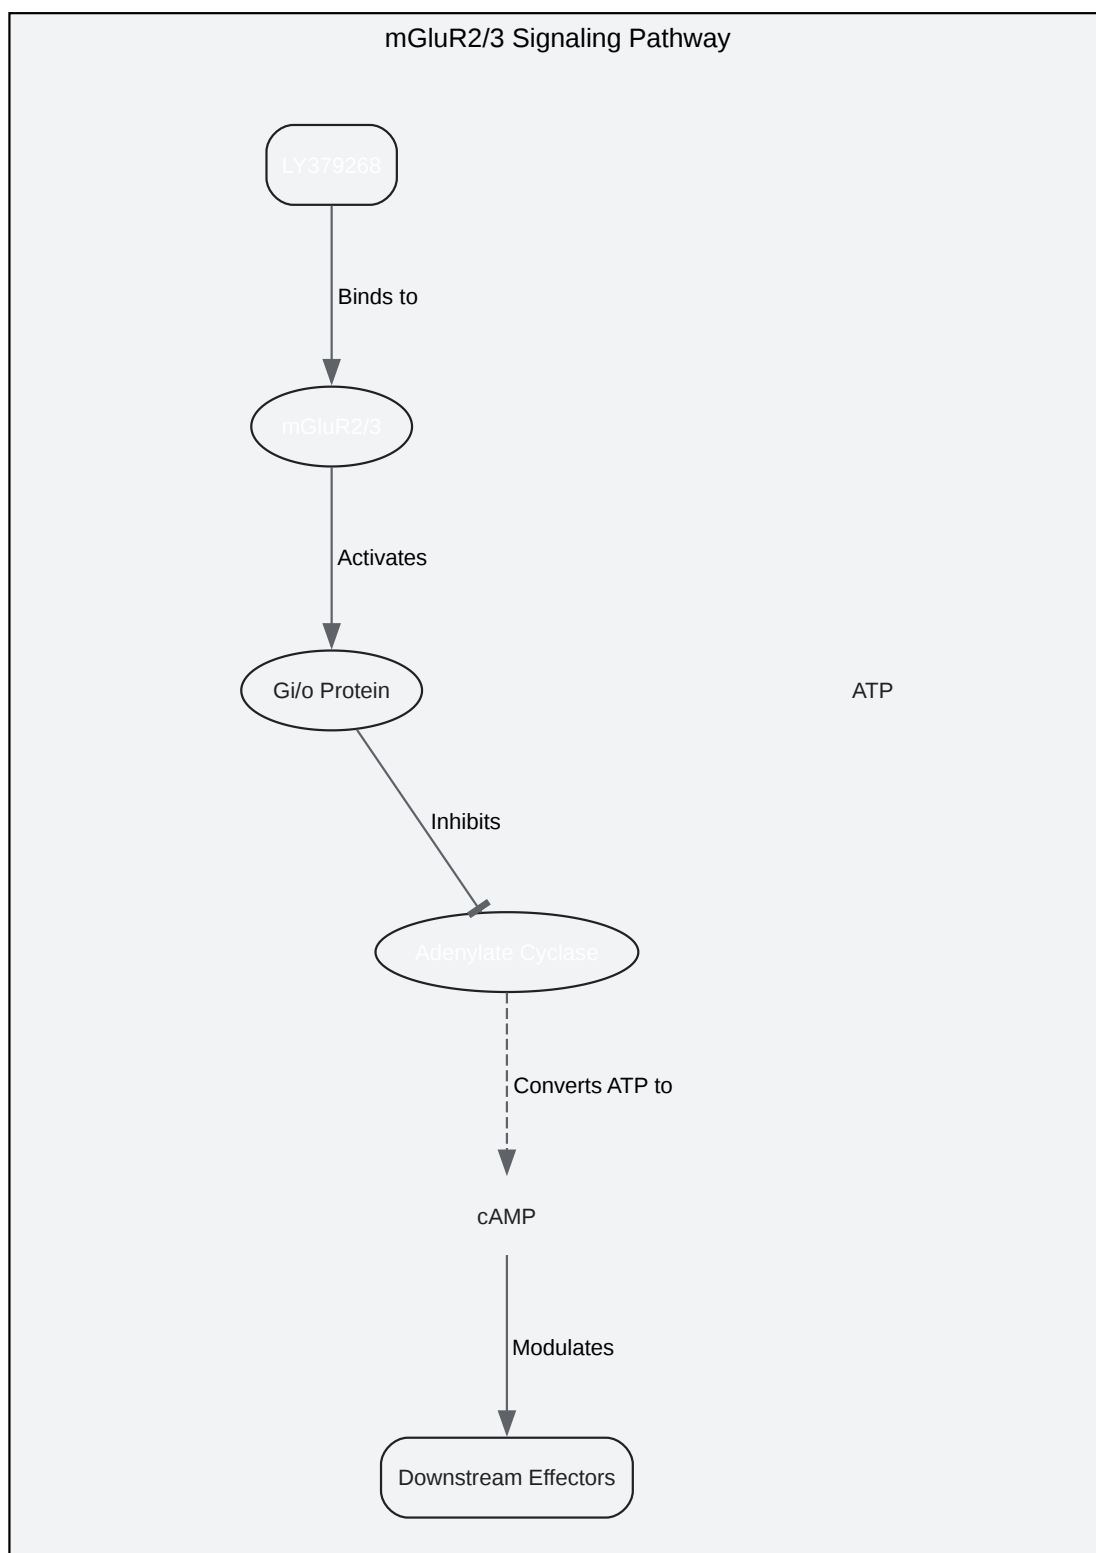 mGluR2/3 Signaling Pathway
LY379268
Binds to
mGluR2/3
Activates
Gi/o Protein
ATP
Inhibits
Adenylate Cyclase
Converts ATP to
cAMP
Modulates
Downstream Effectors